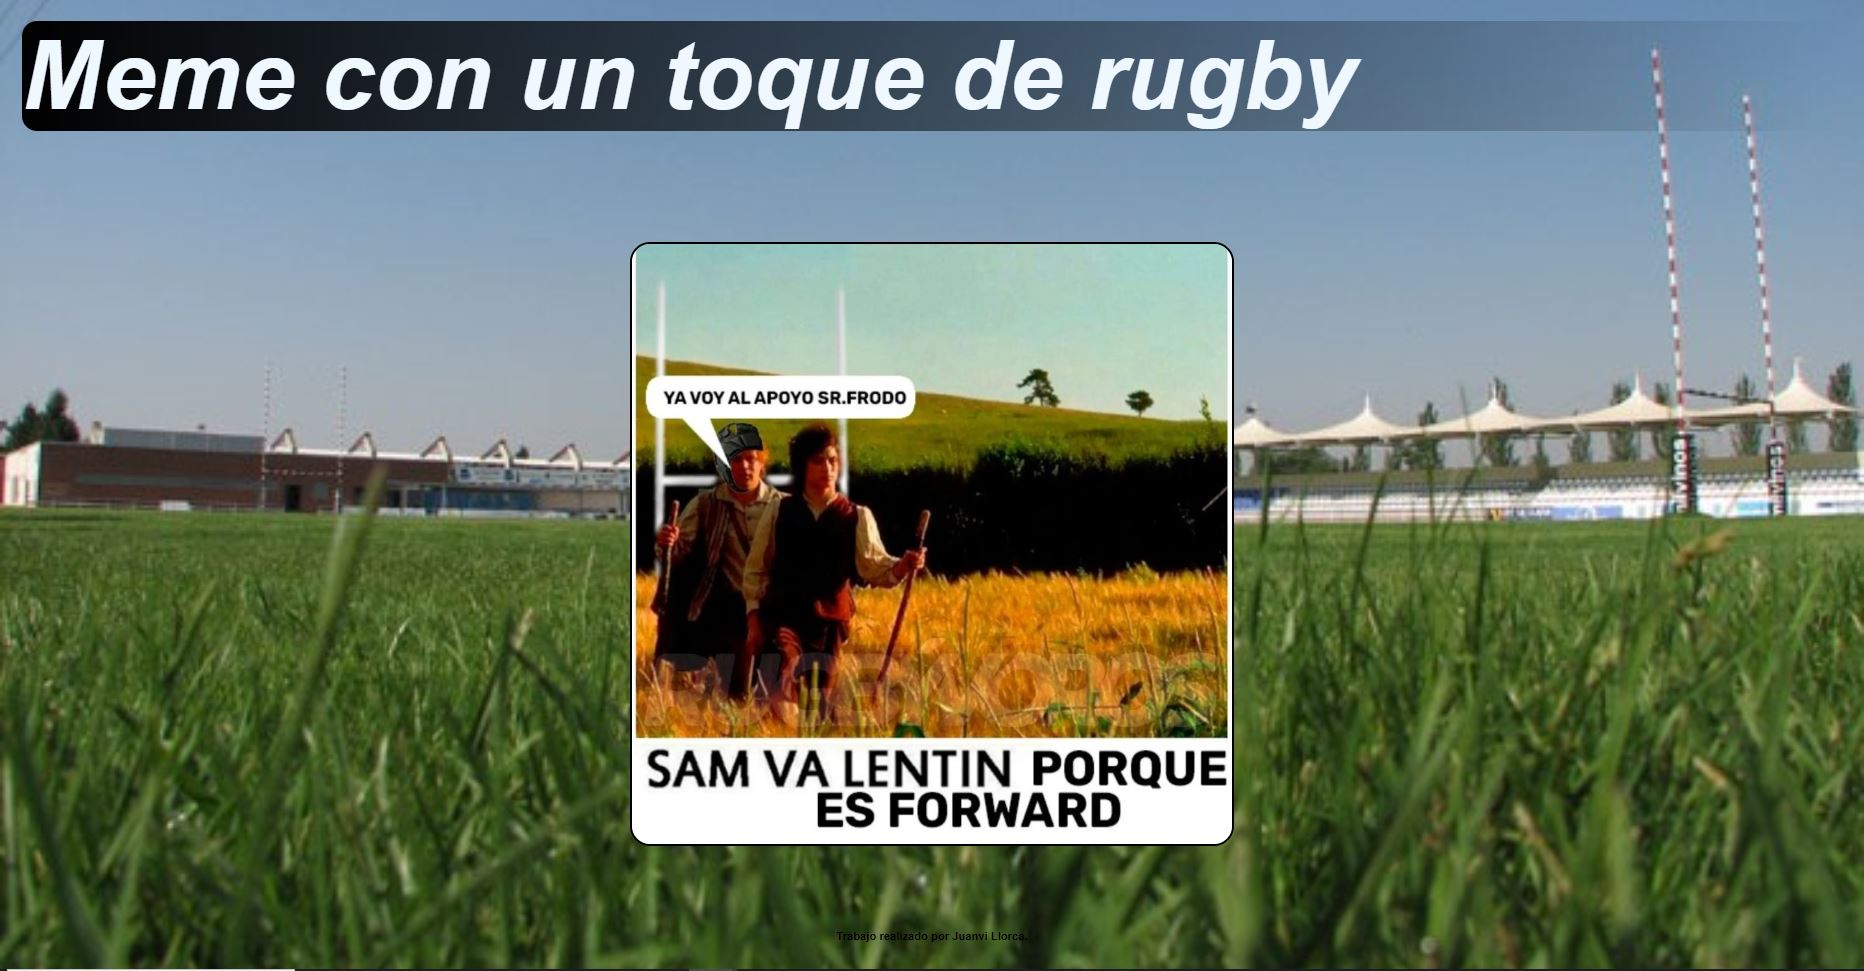 Meme con un toque de rugby
YA VOY AL APOYO SR.FRODO
SAM VA LENTIN PORQUE
ES FORWARD
Trabajo realizado por Juanvi Llorca.